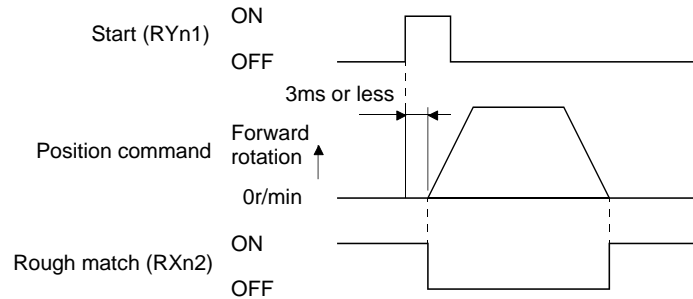 ON
Start (RYn1)
OFF
3ms or less
Forward
rotation
Position command
0r/min
ON
Rough match (RXn2)
OFF